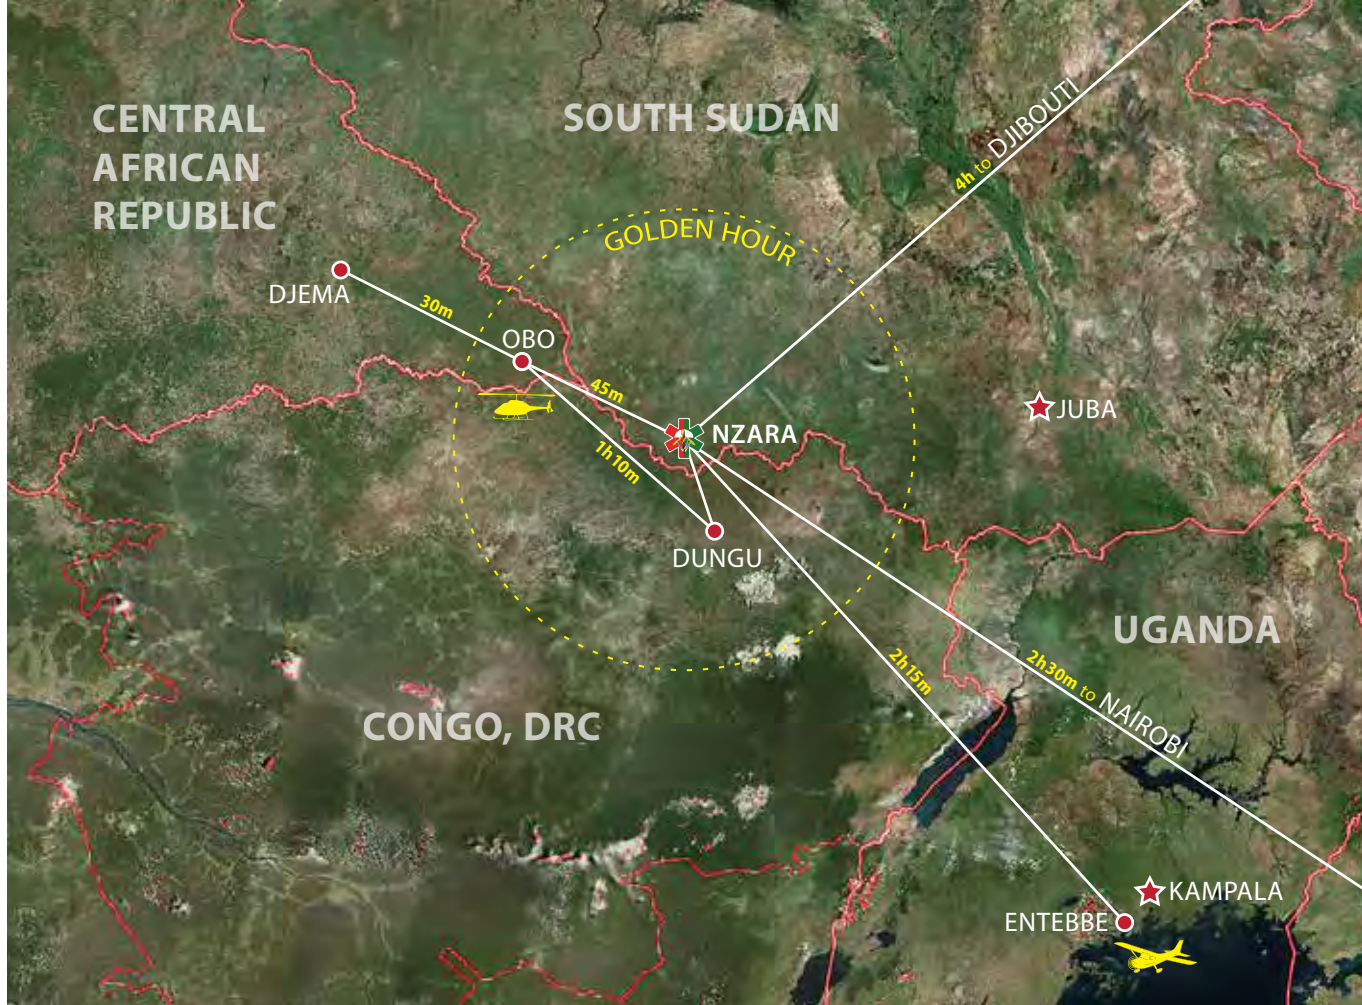 CENTRAL
AFRICAN
REPUBLIC
SOUTH SUDAN
4h to DJIBOUTI
GOLDEN HOUR
DJEMA
30m
OBO
45m
NZARA
JUBA
1h10m
DUNGU
UGANDA
2h15m
2h30m to NAIROBI
CONGO, DRC
KAMPALA
ENTEBBE